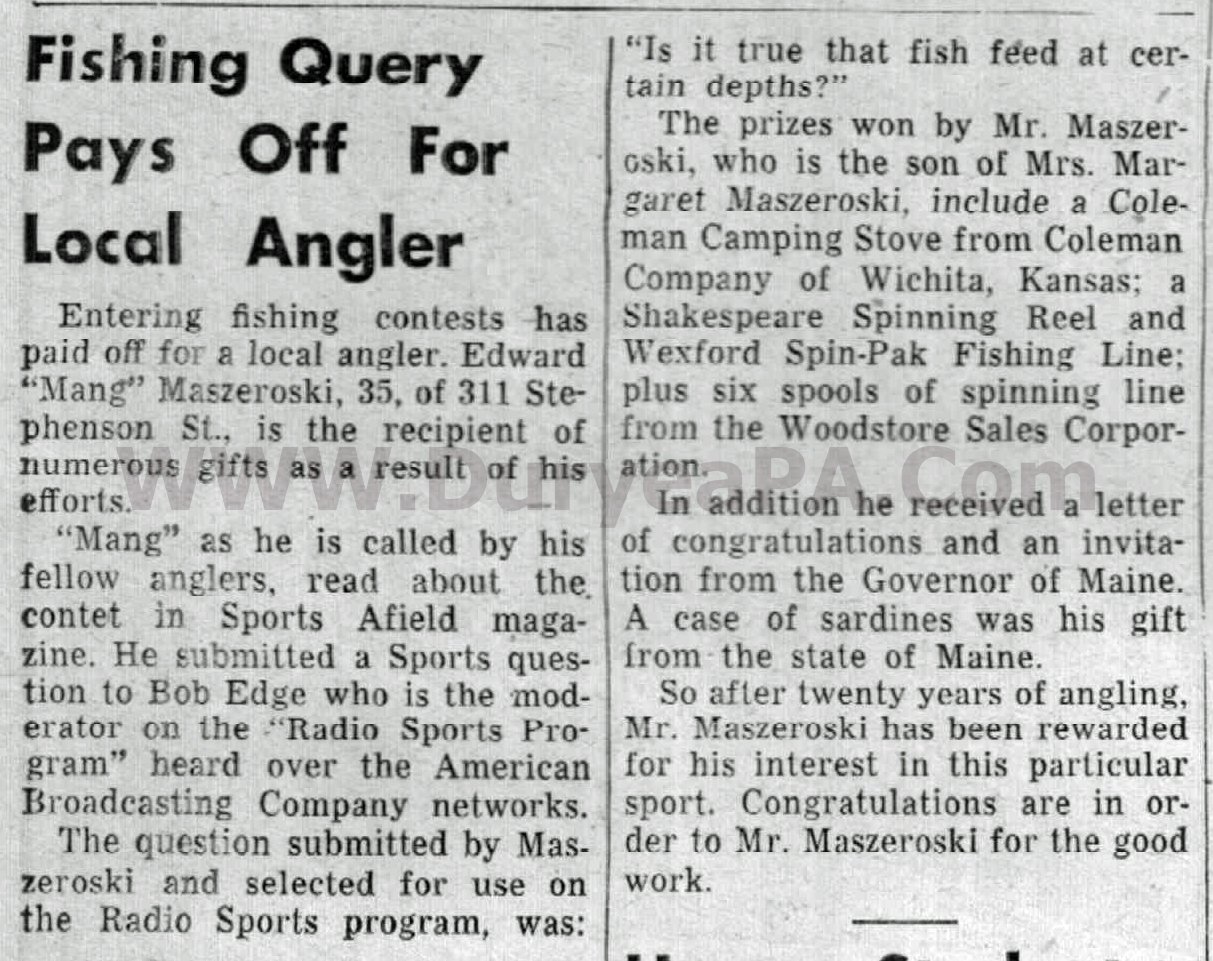 Fishing Query
Pays Off For
Local Angler
Entering fishing contests has
paid off for a local angler. Edward
“Mang” Maszeroski, 35, of 311 Ste-
phenson St., is the recipient of
numerous gifts as a result of his
efforts.
“Mang” as he is called by his
fellow anglers, read about the
contet in Sports Afield maga-
zine. He submitted a Sports ques-
tion to Bob Edge who is the mod-
erator on the “Radio Sports Pro-
gram” heard over the American
Broadcasting Company networks.
The question submitted by Mas-
zeroski and selected for use on
the Radio Sports program, was:
“Is it true that fish feed at cer-
tain depths?”
The prizes won by Mr. Maszer-
oski, who is the son of Mrs. Mar-
garet Maszeroski, include a Cole-
man Camping Stove from Coleman
Company of Wichita, Kansas; a
Shakespeare Spinning Reel and
Wexford Spin-Pak Fishing Line;
plus six spools of spinning line
from the Woodstore Sales Corpor-
ation.
In addition he received a letter
of congratulations and an invita-
tion from the Governor of Maine.
A case of sardines was his gift
from the state of Maine.
So after twenty years of angling,
Mr. Maszeroski has been rewarded
for his interest in this particular
sport. Congratulations are in or-
der to Mr. Maszeroski for the good
work.
www.DuryeaPA.Com